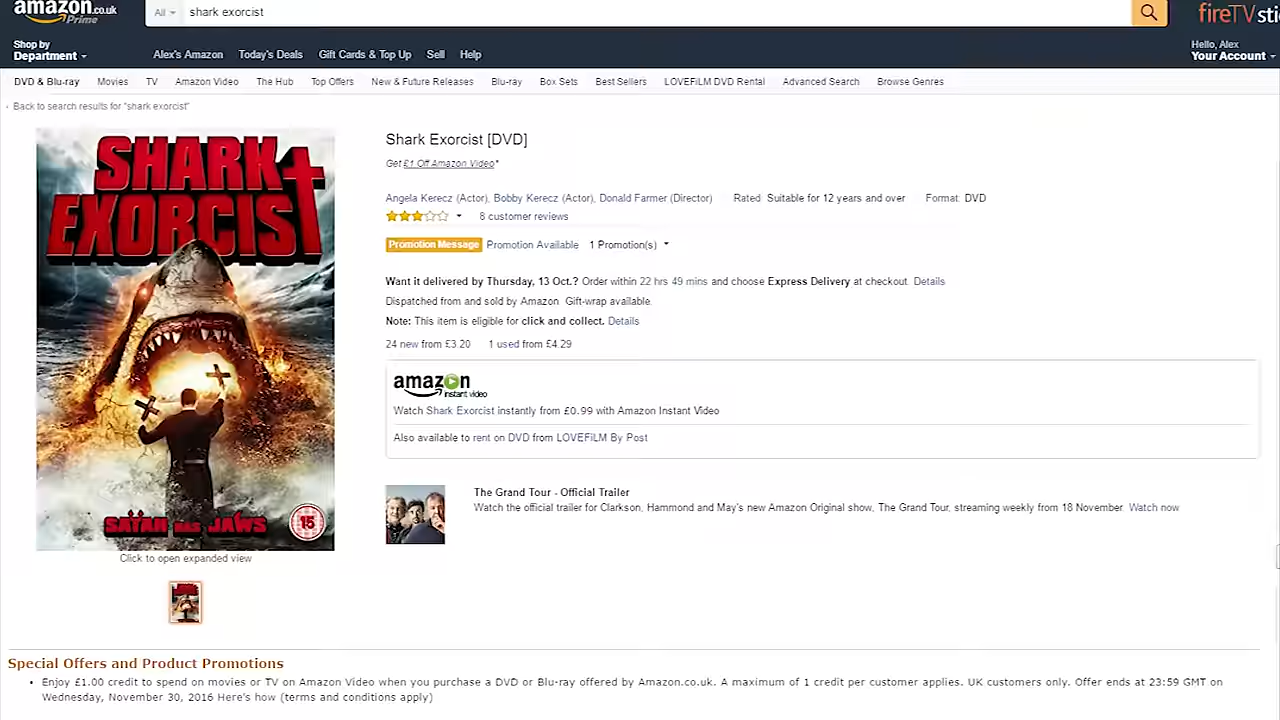 amazon.co.uk
Prime
All
shark exorcist
fireTV sti
Shop by
Department
Alex's Amazon Today's Deals Gift Cards & Top Up Sell Help
Hello, Alex
Your Account
DVD & Blu-ray Movies TV Amazon Video The Hub Top Offers New & Future Releases Blu-ray Box Sets Best Sellers LOVEFiLM DVD Rental Advanced Search Browse Genres
‹ Back to search results for "shark exorcist"
SHARK
EXORCIST
SATAN HAS JAWS
15
Click to open expanded view
Shark Exorcist [DVD]
Get £1 Off Amazon Video*
Angela Kerecz (Actor), Bobby Kerecz (Actor), Donald Farmer (Director) Rated: Suitable for 12 years and over Format: DVD
8 customer reviews
Promotion Message Promotion Available 1 Promotion(s)
Want it delivered by Thursday, 13 Oct.? Order within 22 hrs 49 mins and choose Express Delivery at checkout. Details
Dispatched from and sold by Amazon. Gift-wrap available.
Note: This item is eligible for click and collect. Details
24 new from £3.20 1 used from £4.29
amazon
instant video
Watch Shark Exorcist instantly from £0.99 with Amazon Instant Video
Also available to rent on DVD from LOVEFiLM By Post
The Grand Tour - Official Trailer
Watch the official trailer for Clarkson, Hammond and May's new Amazon Original show, The Grand Tour, streaming weekly from 18 November. Watch now
Special Offers and Product Promotions
• Enjoy £1.00 credit to spend on movies or TV on Amazon Video when you purchase a DVD or Blu-ray offered by Amazon.co.uk. A maximum of 1 credit per customer applies. UK customers only. Offer ends at 23:59 GMT on
Wednesday, November 30, 2016 Here's how (terms and conditions apply)